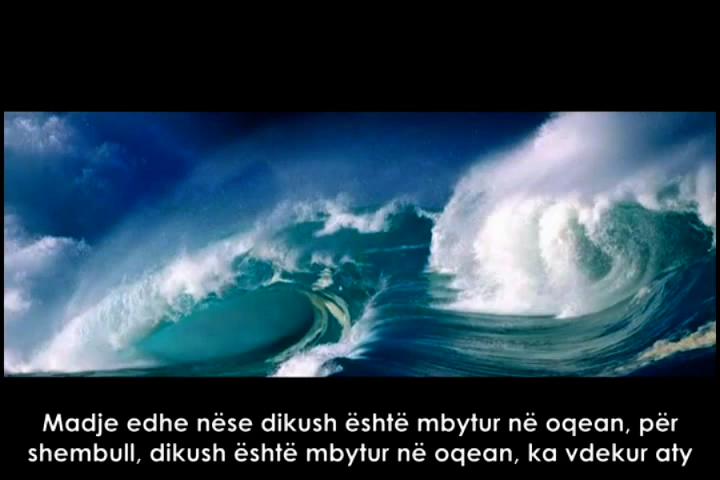 Madje edhe nëse dikush është mbytur në oqean, për
shembull, dikush është mbytur në oqean, ka vdekur aty